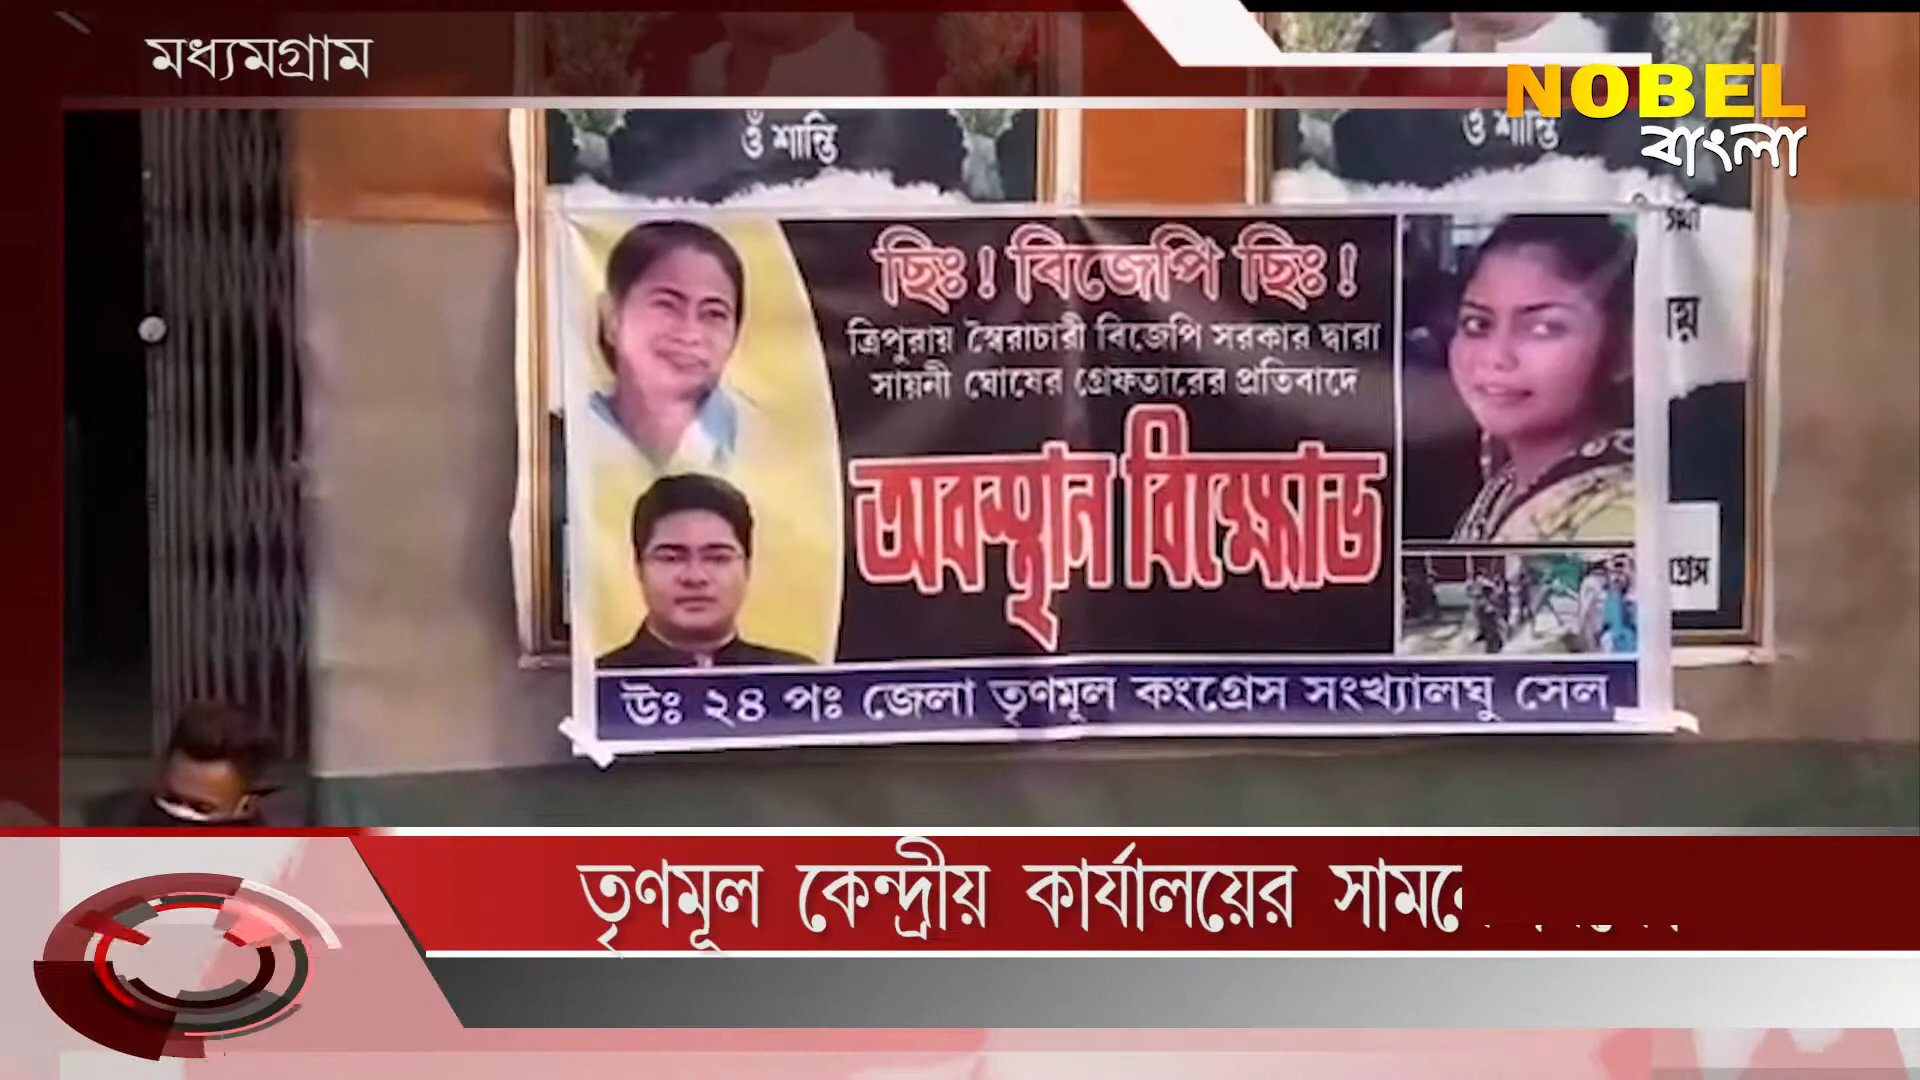 মধ্যমগ্রাম
NOBEL
বাংলা
ওঁ শান্তি
ওঁ শান্তি
ছিঃ! বিজেপি ছিঃ!
ত্রিপুরায় স্বৈরাচারী বিজেপি সরকার দ্বারা
সায়নী ঘোষের গ্রেফতারের প্রতিবাদে
অবস্থান বিক্ষোভ
উঃ ২৪ পঃ জেলা তৃণমূল কংগ্রেস সংখ্যালঘু সেল
তৃণমূল কেন্দ্রীয় কার্যালয়ের